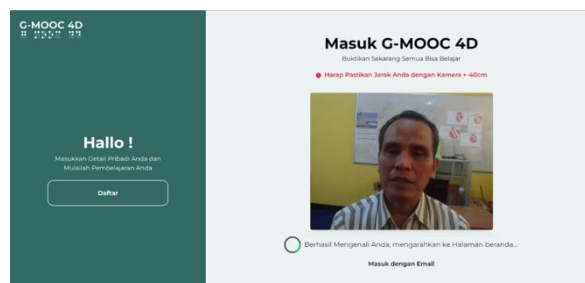 G-MOOC 4D
⠛ ⠍⠕⠕⠉ ⠙⠙
Hallo !
Masukkan Detail Pribadi Anda dan
Mulailah Pembelajaran Anda
Daftar
Masuk G-MOOC 4D
Buktikan Sekarang Semua Bisa Belajar
Harap Pastikan Jarak Anda dengan Kamera +-40cm
Berhasil Mengenali Anda, mengarahkan ke Halaman beranda...
Masuk dengan Email